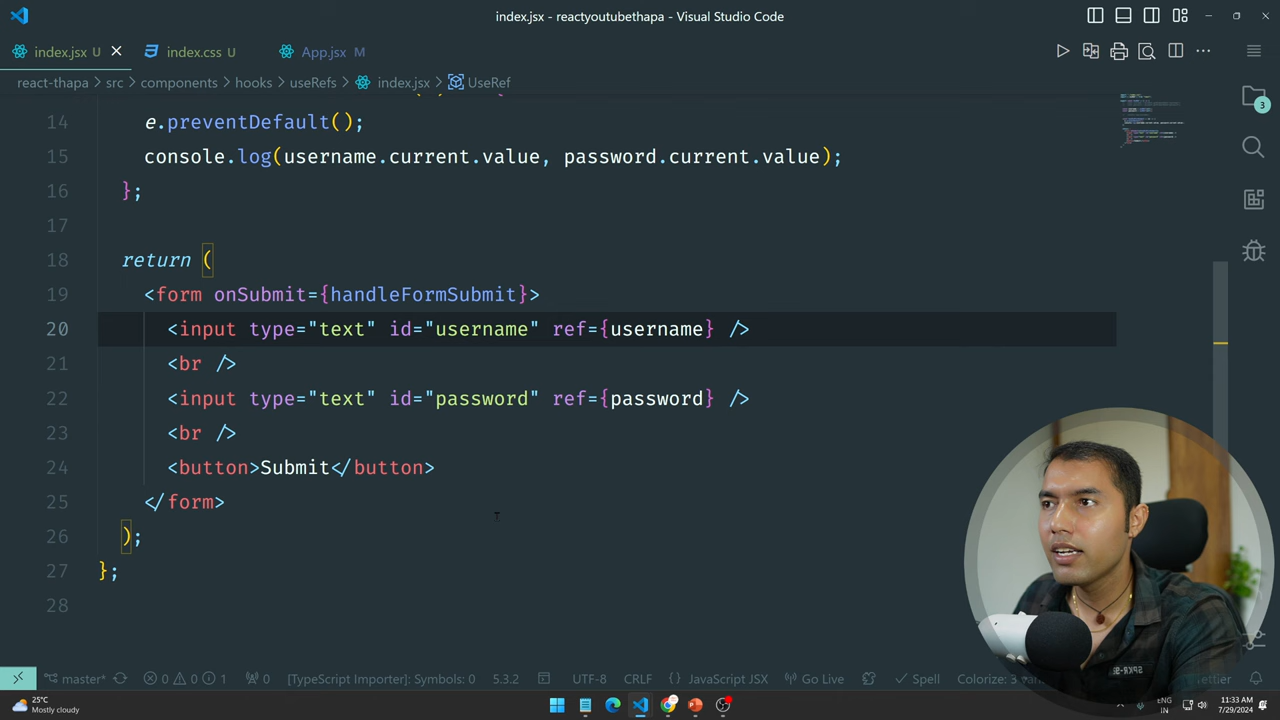 index.jsx - reactyoutubethapa - Visual Studio Code
index.jsx U
index.css U
App.jsx M
react-thapa > src > components > hooks > useRefs > index.jsx > UseRef
14 e.preventDefault();
15 console.log(username.current.value, password.current.value);
16 };
17
18 return (
19 <form onSubmit={handleFormSubmit}>
20 <input type="text" id="username" ref={username} />
21 <br />
22 <input type="text" id="password" ref={password} />
23 <br />
24 <button>Submit</button>
25 </form>
26 );
27 };
28
3
master* 0 0 1 0 [TypeScript Importer]: Symbols: 0 5.3.2 UTF-8 CRLF {} JavaScript JSX Go Live Spell Colorize: 3
25°C
Mostly cloudy
ENG
IN
11:33 AM
7/29/2024